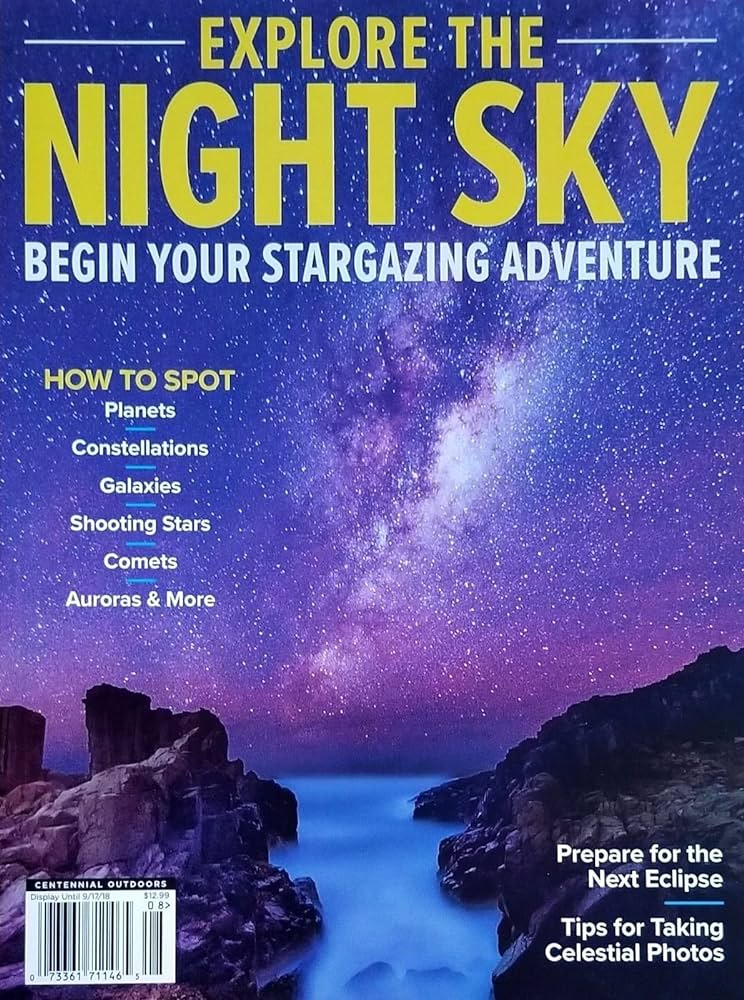 EXPLORE THE
NIGHT SKY
BEGIN YOUR STARGAZING ADVENTURE
HOW TO SPOT
Planets
Constellations
Galaxies
Shooting Stars
Comets
Auroras & More
Prepare for the
Next Eclipse
Tips for Taking
Celestial Photos
CENTENNIAL OUTDOORS
Display Until 9/17/18 $12.99
08>
0 73361 71146 5